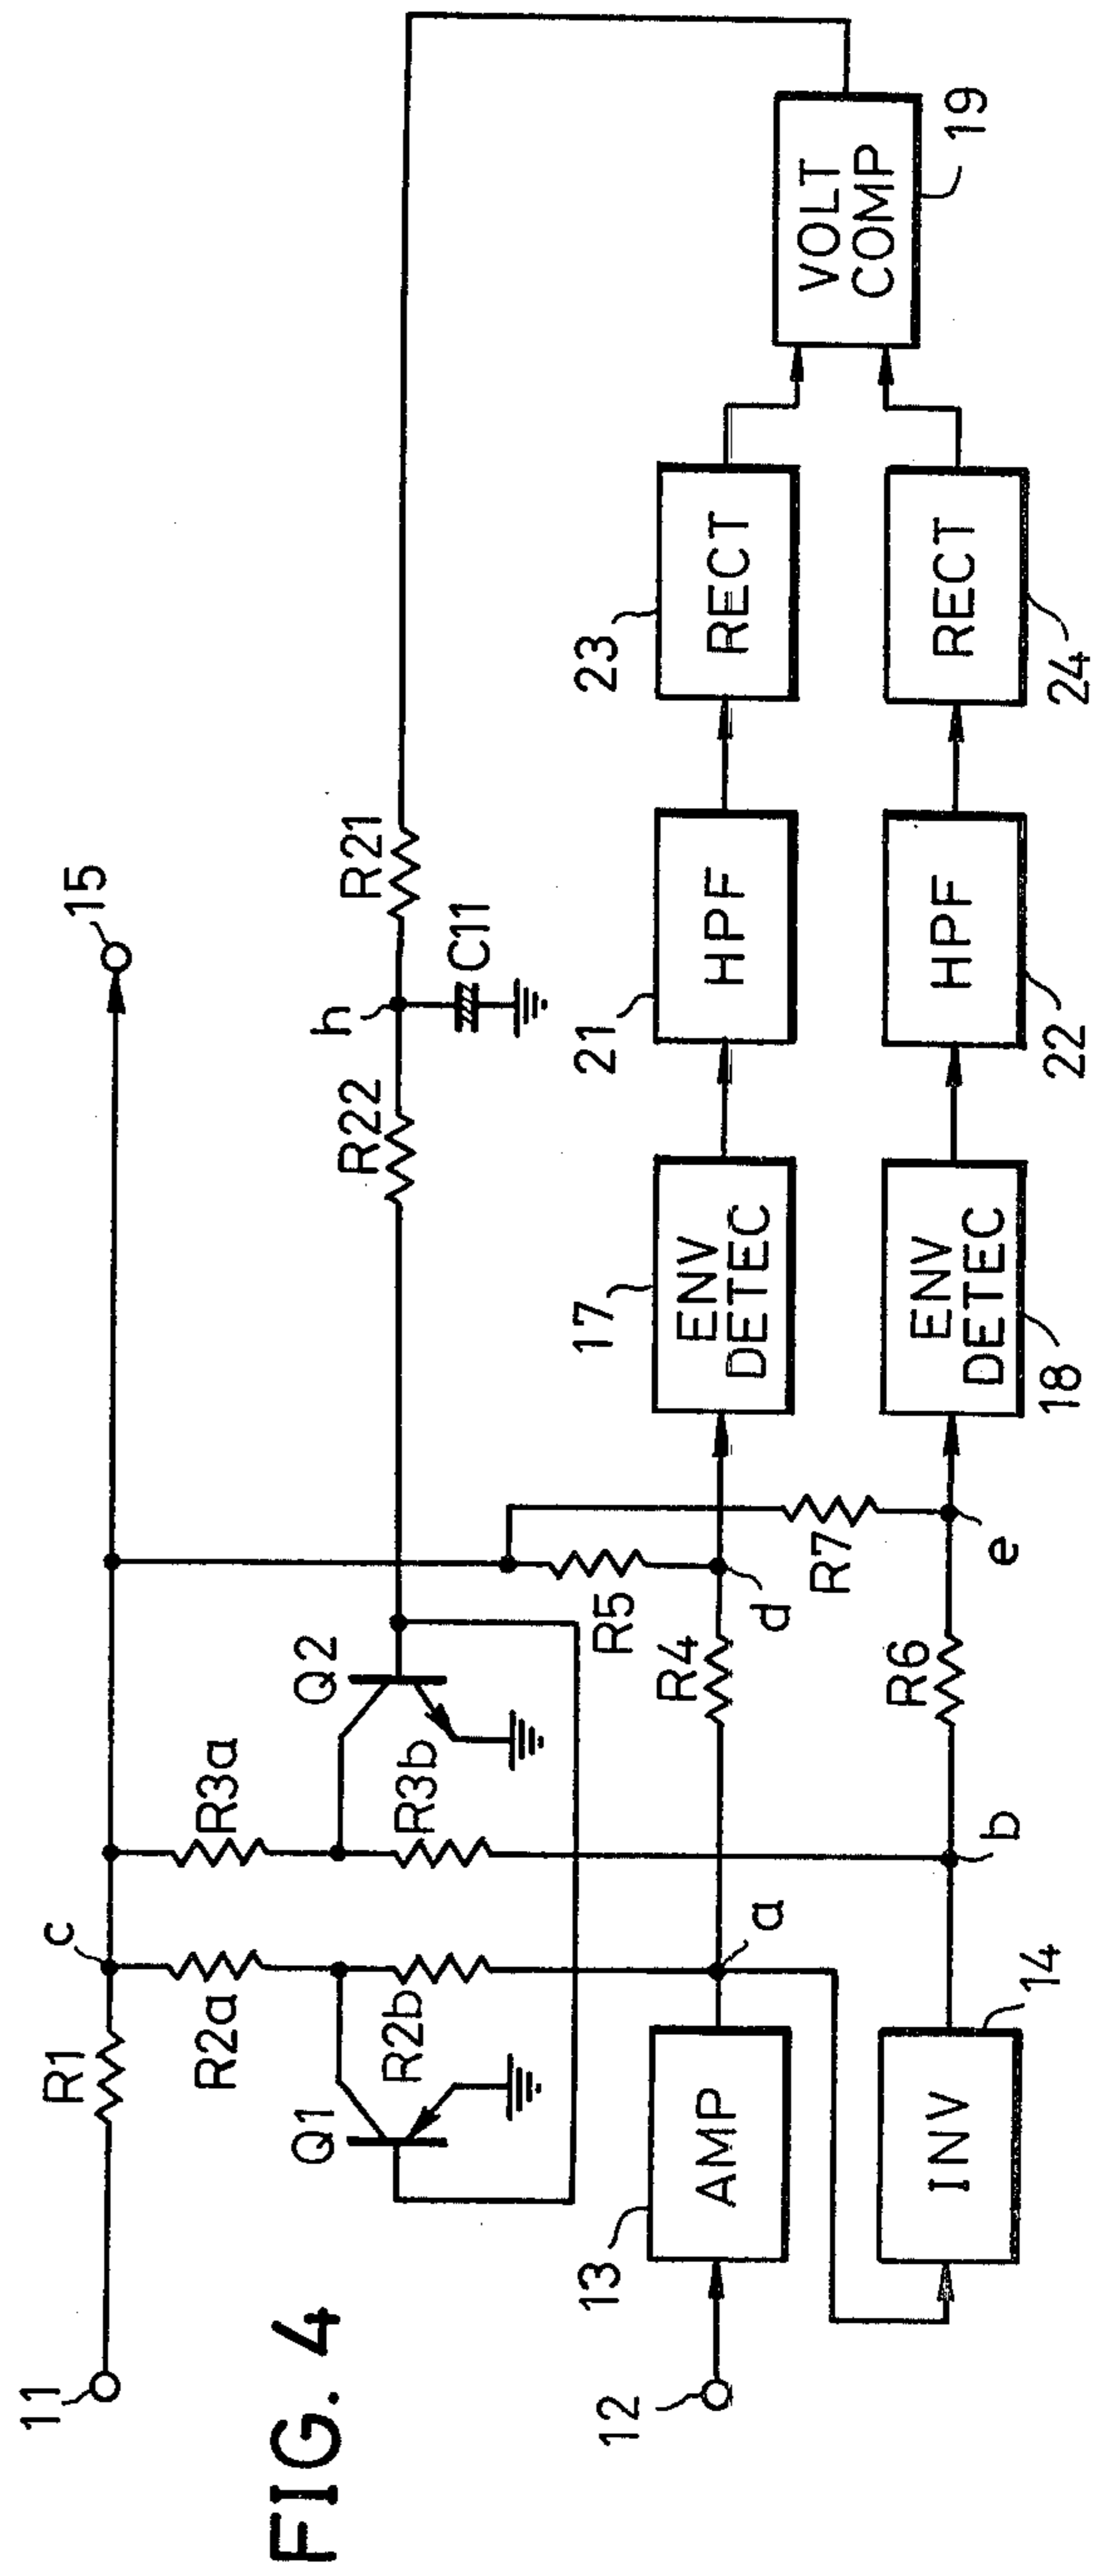 FIG. 4
11
R1
c
R2a
R3a
15
Q1
R2b
Q2
R3b
R22
h
R21
C11
12
13
AMP
a
R4
d
R5
17
ENV
DETEC
21
HPF
23
RECT
VOLT
COMP
19
14
INV
b
R6
e
R7
18
ENV
DETEC
22
HPF
24
RECT